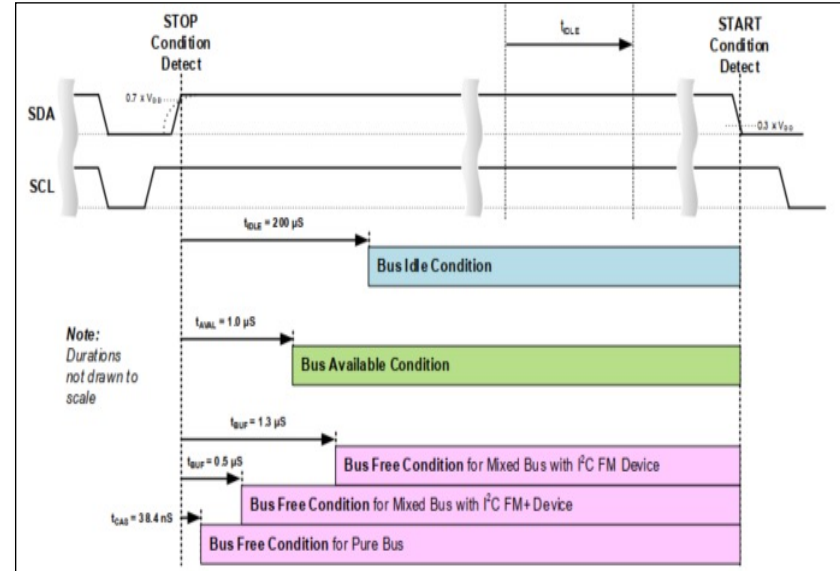 STOP
Condition
Detect
tIDLE
START
Condition
Detect
0.7 x VDD
SDA
0.3 x VDD
SCL
tIDLE = 200 µS
Bus Idle Condition
tAVAL = 1.0 µS
Note:
Durations
not drawn to
scale
Bus Available Condition
tBUF = 1.3 µS
Bus Free Condition for Mixed Bus with I²C FM Device
tBUF = 0.5 µS
Bus Free Condition for Mixed Bus with I²C FM+ Device
tCAS = 38.4 nS
Bus Free Condition for Pure Bus